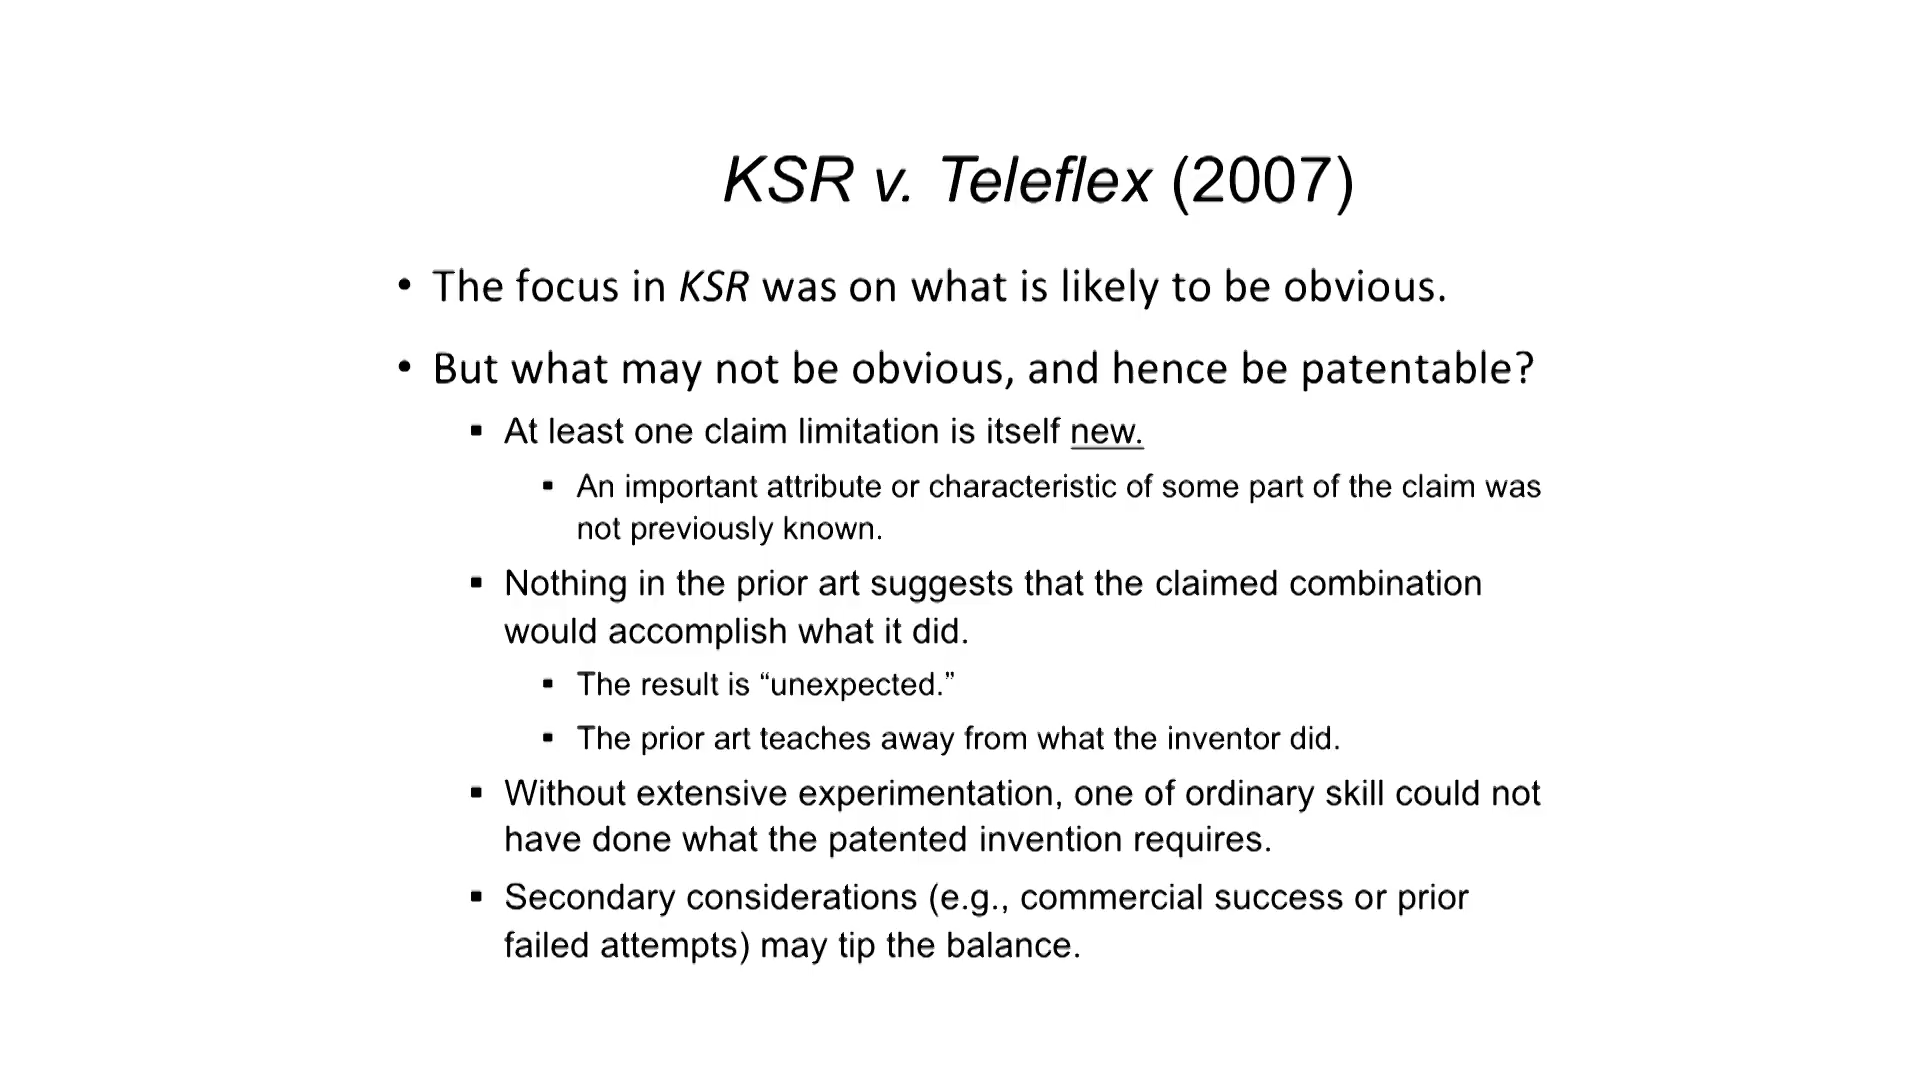 KSR v. Teleflex (2007)
• The focus in KSR was on what is likely to be obvious.
• But what may not be obvious, and hence be patentable?
▪ At least one claim limitation is itself new.
▪ An important attribute or characteristic of some part of the claim was
not previously known.
▪ Nothing in the prior art suggests that the claimed combination
would accomplish what it did.
▪ The result is “unexpected.”
▪ The prior art teaches away from what the inventor did.
▪ Without extensive experimentation, one of ordinary skill could not
have done what the patented invention requires.
▪ Secondary considerations (e.g., commercial success or prior
failed attempts) may tip the balance.